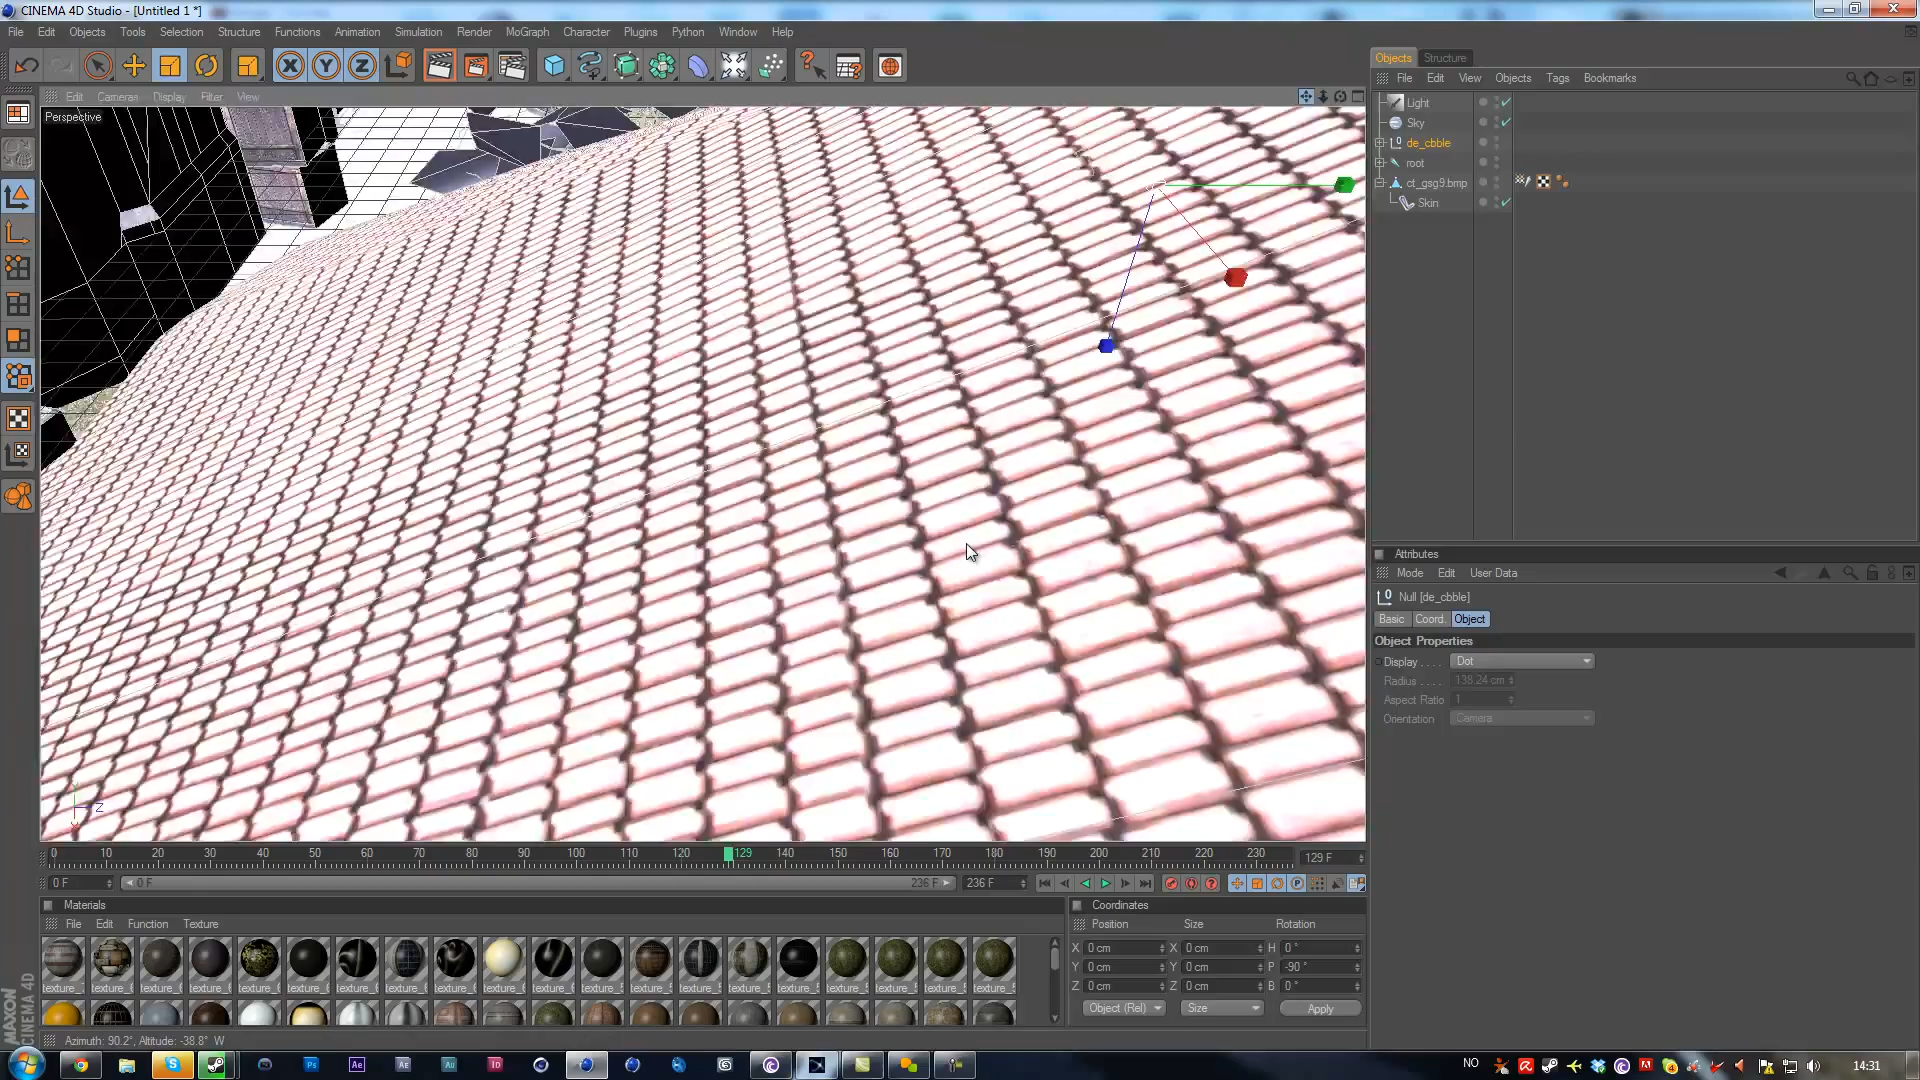 CINEMA 4D Studio - [Untitled 1 *]
File Edit Objects Tools Selection Structure Functions Animation Simulation Render MoGraph Character Plugins Python Window Help
Objects Structure
File Edit View Objects Tags Bookmarks
Edit Cameras Display Filter View
Perspective
Light
Sky
de_cbble
root
ct_gsg9.bmp
Skin
Attributes
Mode Edit User Data
Null [de_cbble]
Basic Coord. Object
Object Properties
Display . . . . Dot
Radius . . . . 138.24 cm
Aspect Ratio 1
Orientation Camera
0 10 20 30 40 50 60 70 80 90 100 110 120 129 140 150 160 170 180 190 200 210 220 230 129 F
0 F 0 F 236 F 236 F
Materials
File Edit Function Texture
Coordinates
Position Size Rotation
X 0 cm X 0 cm H 0 °
Y 0 cm Y 0 cm P -90 °
Z 0 cm Z 0 cm B 0 °
Object (Rel) Size Apply
MAXON
CINEMA 4D
Azimuth: 90.2°, Altitude: -38.8° W
NO 14:31